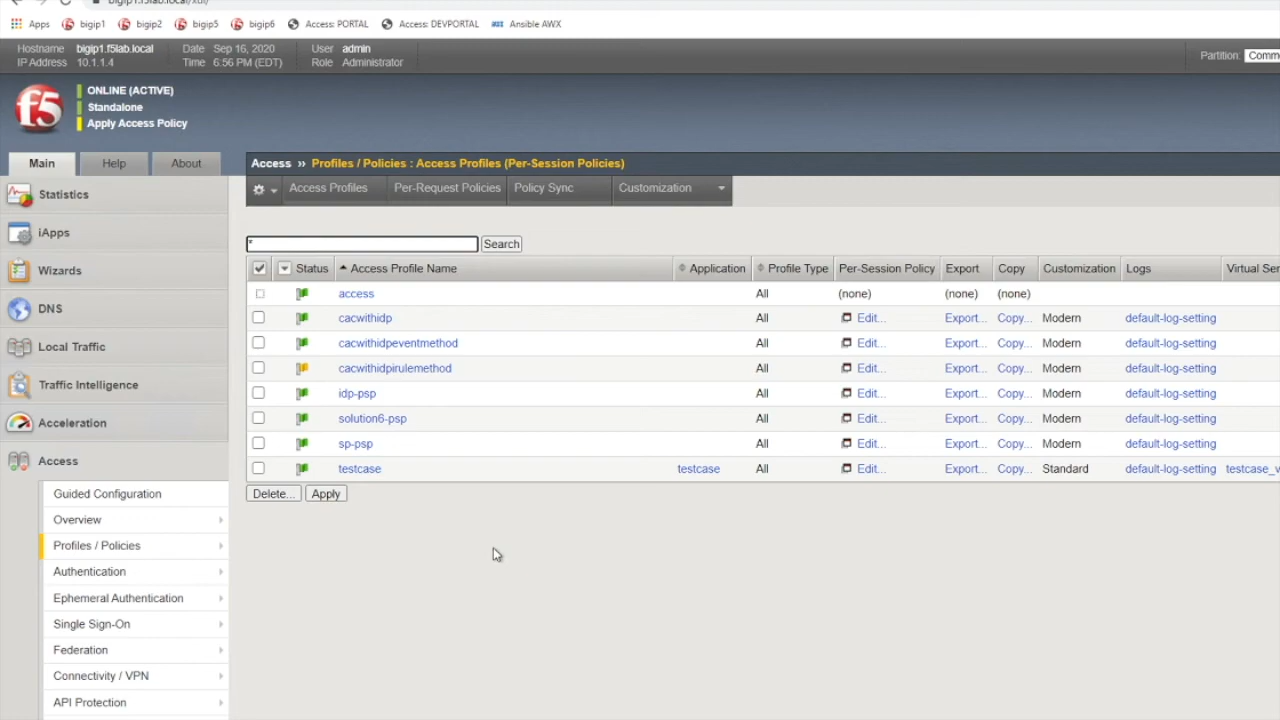 bigip1.f5lab.local/xui/
Apps bigip1 bigip2 bigip5 bigip6 Access: PORTAL Access: DEVPORTAL Ansible AWX
Hostname bigip1.f5lab.local Date Sep 16, 2020 User admin
IP Address 10.1.1.4 Time 6:56 PM (EDT) Role Administrator
Partition: Commo
f5
ONLINE (ACTIVE)
Standalone
Apply Access Policy
Main Help About
Access ›› Profiles / Policies : Access Profiles (Per-Session Policies)
Access Profiles Per-Request Policies Policy Sync Customization
Statistics
iApps
Wizards
DNS
Local Traffic
Traffic Intelligence
Acceleration
Access
Guided Configuration
Overview
Profiles / Policies
Authentication
Ephemeral Authentication
Single Sign-On
Federation
Connectivity / VPN
API Protection
* Search
Status Access Profile Name Application Profile Type Per-Session Policy Export Copy Customization Logs Virtual Ser
access All (none) (none) (none)
cacwithidp All Edit... Export... Copy... Modern default-log-setting
cacwithidpeventmethod All Edit... Export... Copy... Modern default-log-setting
cacwithidpirulemethod All Edit... Export... Copy... Modern default-log-setting
idp-psp All Edit... Export... Copy... Modern default-log-setting
solution6-psp All Edit... Export... Copy... Modern default-log-setting
sp-psp All Edit... Export... Copy... Modern default-log-setting
testcase testcase All Edit... Export... Copy... Standard default-log-setting testcase_v
Delete... Apply